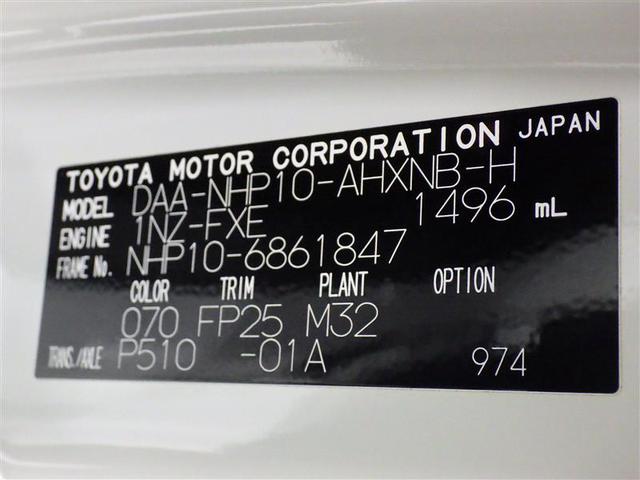 TOYOTA MOTOR CORPORATION JAPAN
MODEL DAA-NHP10-AHXNB-H
ENGINE 1NZ-FXE 1496 mL
FRAME No. NHP10-6861847
COLOR TRIM PLANT OPTION
070 FP25 M32
TRANS./AXLE P510 -01A 974